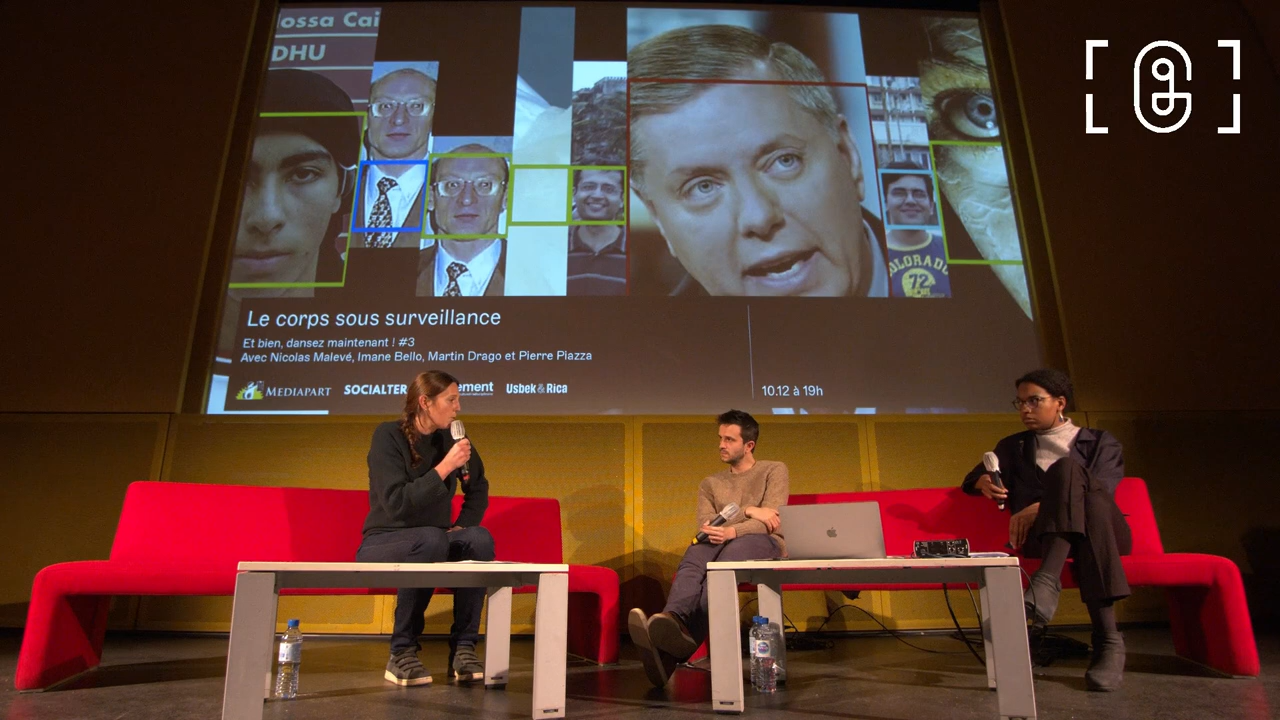 ossa Cai
DHU
COLORADO
72
Le corps sous surveillance
Et bien, dansez maintenant ! #3
Avec Nicolas Malevé, Imane Bello, Martin Drago et Pierre Piazza
MEDIAPART SOCIALTER ement Usbek & Rica
10.12 à 19h